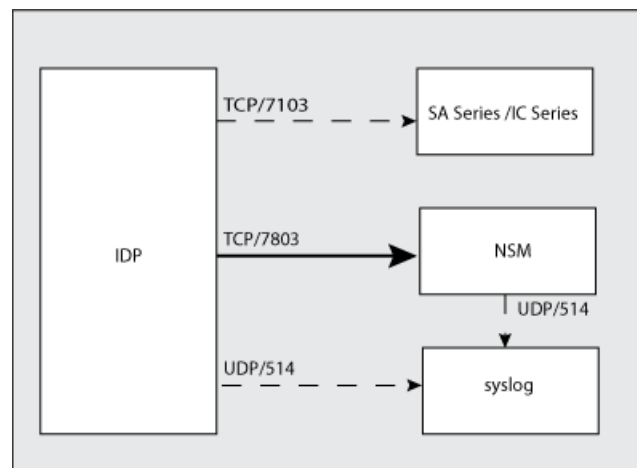 TCP/7103
SA Series /IC Series
IDP
TCP/7803
NSM
UDP/514
UDP/514
syslog